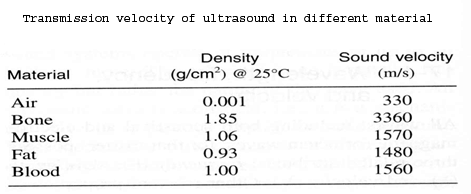 Transmission velocity of ultrasound in different material
Density Sound velocity
Material (g/cm²) @ 25°C (m/s)
Air 0.001 330
Bone 1.85 3360
Muscle 1.06 1570
Fat 0.93 1480
Blood 1.00 1560